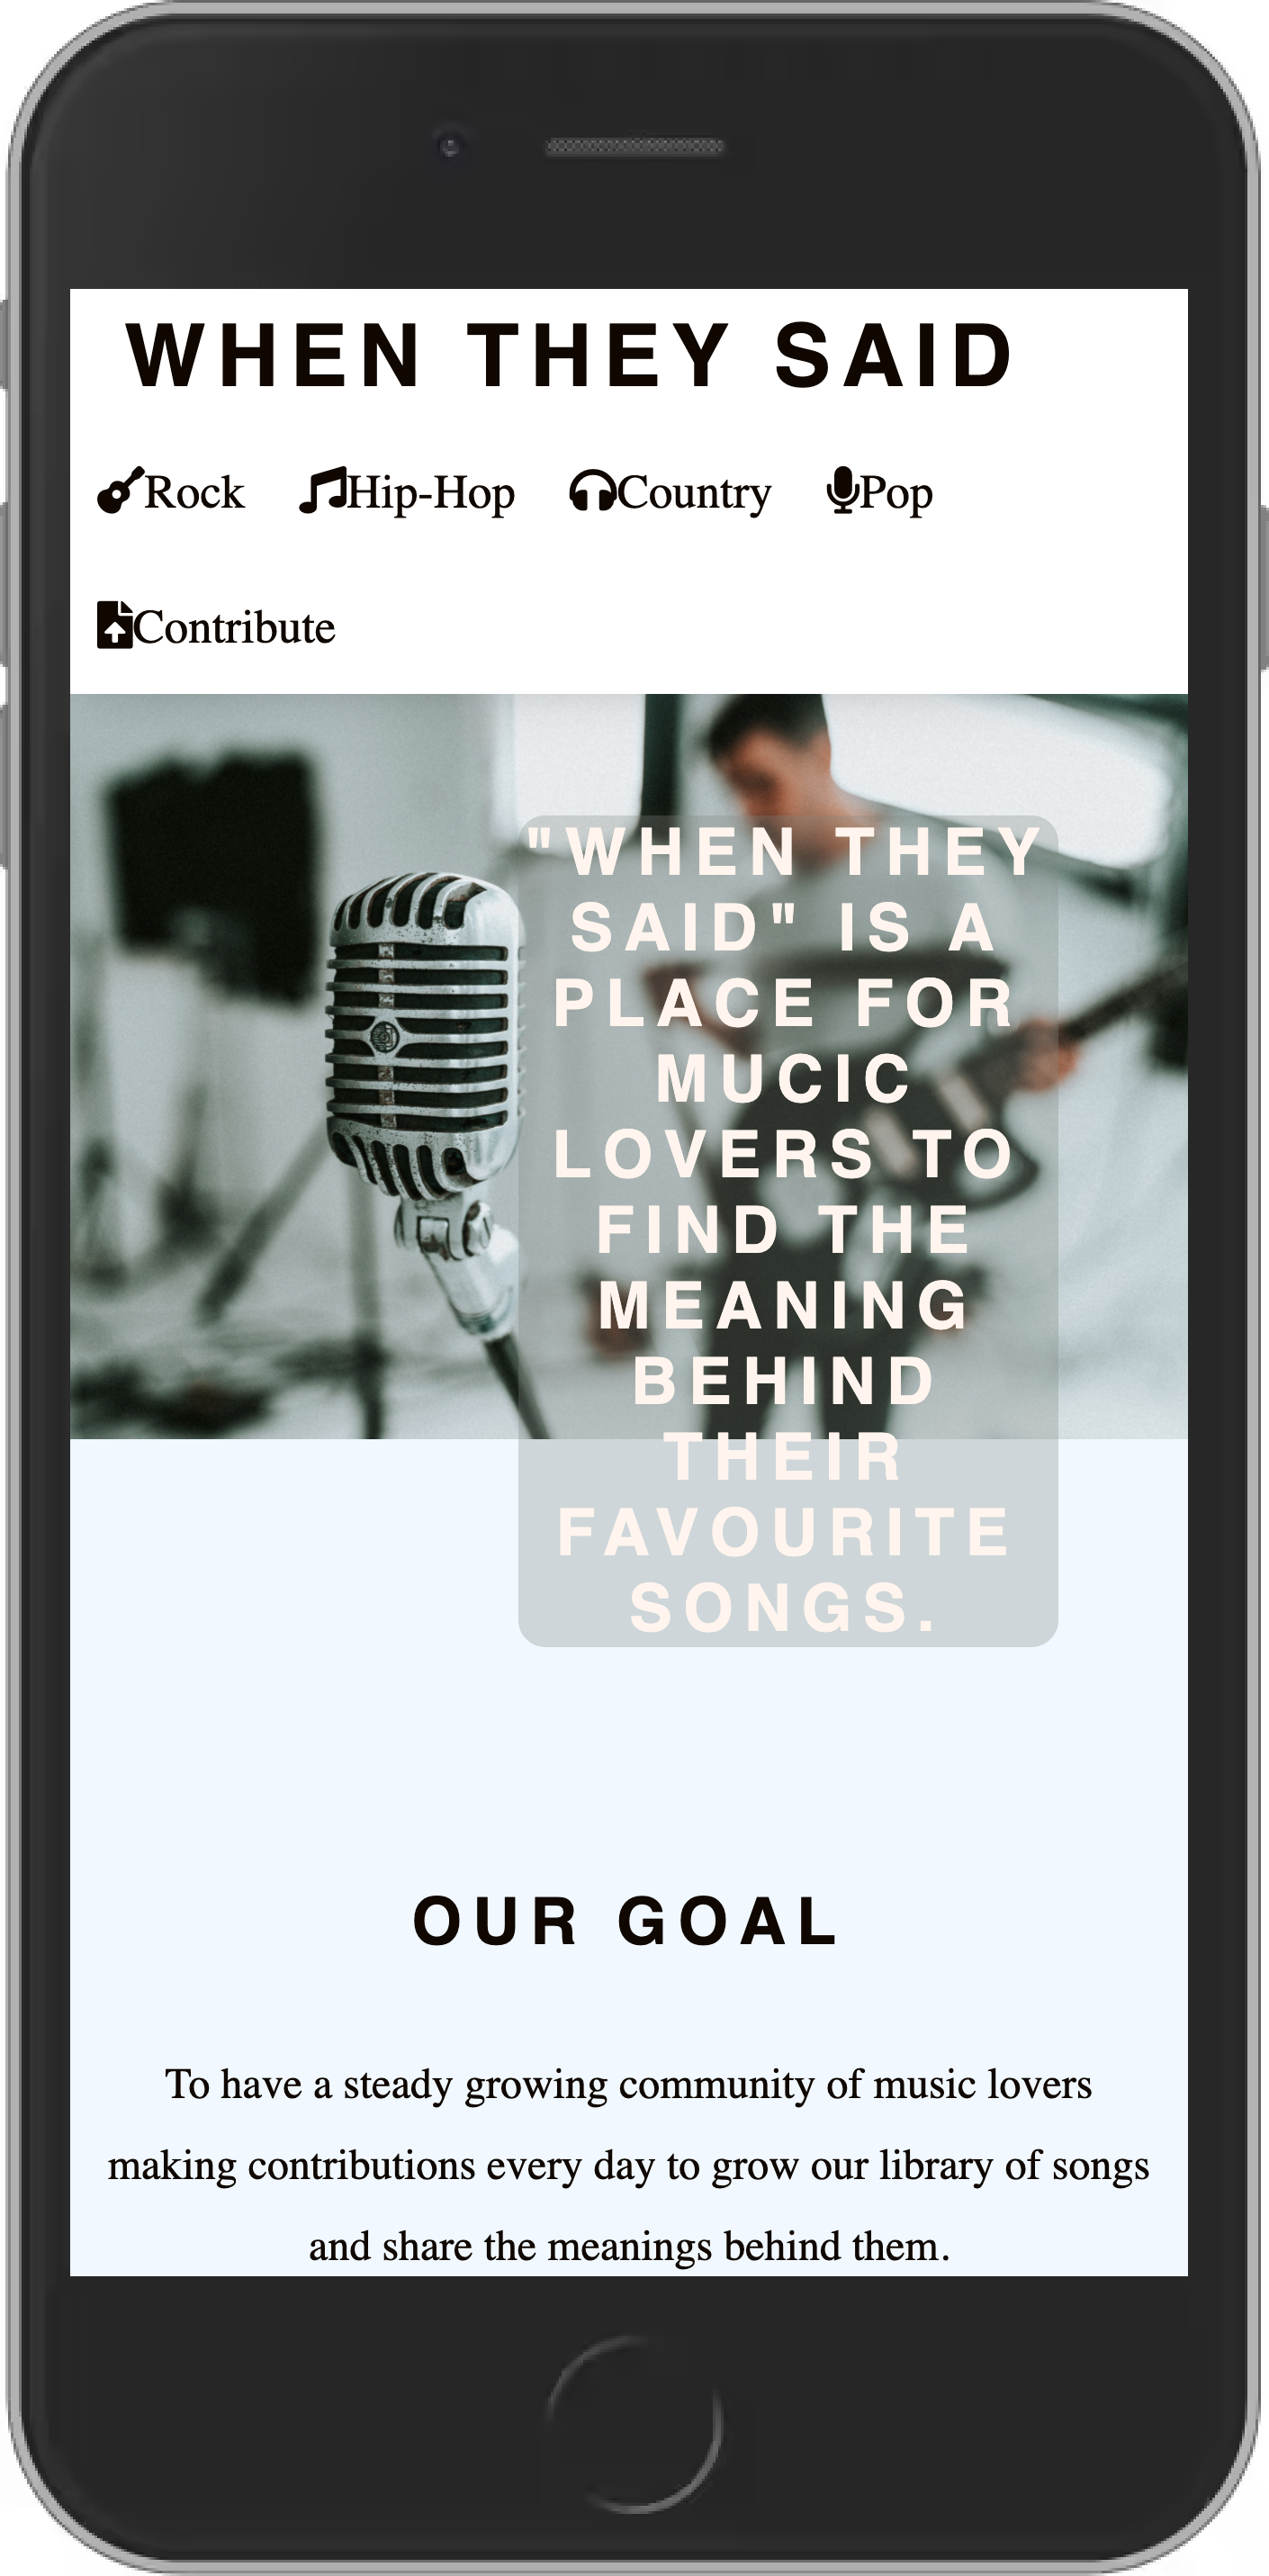 WHEN THEY SAID
Rock Hip-Hop Country Pop
Contribute
"WHEN THEY
SAID" IS A
PLACE FOR
MUCIC
LOVERS TO
FIND THE
MEANING
BEHIND
THEIR
FAVOURITE
SONGS.
OUR GOAL
To have a steady growing community of music lovers
making contributions every day to grow our library of songs
and share the meanings behind them.